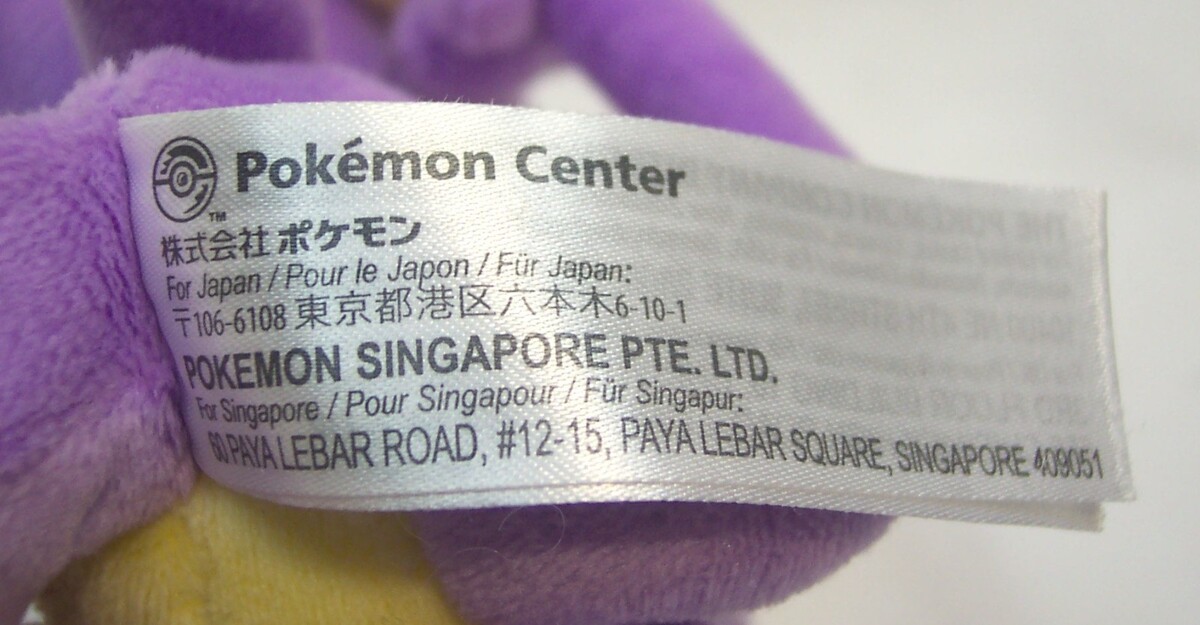 Pokémon Center
TM
株式会社 ポケモン
For Japan / Pour le Japon / Für Japan:
〒106-6108 東京都港区六本木6-10-1
POKEMON SINGAPORE PTE. LTD.
For Singapore / Pour Singapour / Für Singapur:
60 PAYA LEBAR ROAD, #12-15, PAYA LEBAR SQUARE, SINGAPORE 409051